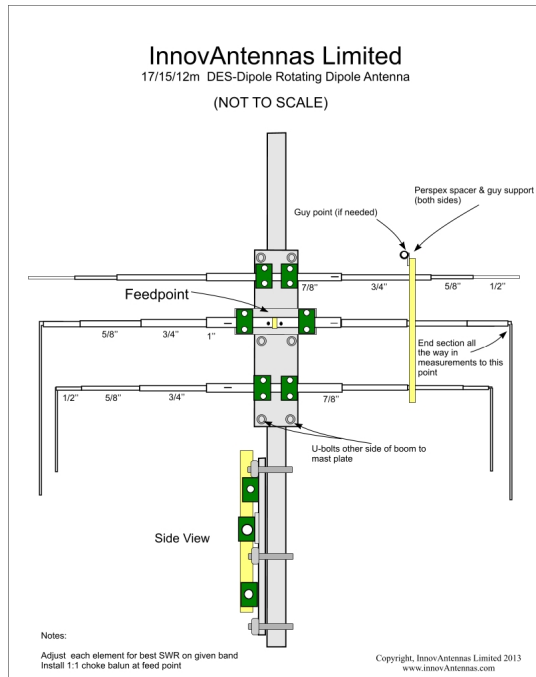 InnovAntennas Limited
17/15/12m DES-Dipole Rotating Dipole Antenna
(NOT TO SCALE)
Perspex spacer & guy support
(both sides)
Guy point (if needed)
7/8'' 3/4'' 5/8'' 1/2''
Feedpoint
5/8'' 3/4'' 1''
End section all
the way in
measurements to this
point
1/2'' 5/8'' 3/4'' 7/8''
U-bolts other side of boom to
mast plate
Side View
Notes:
Adjust each element for best SWR on given band
Install 1:1 choke balun at feed point
Copyright, InnovAntennas Limited 2013
www.innovAntennas.com